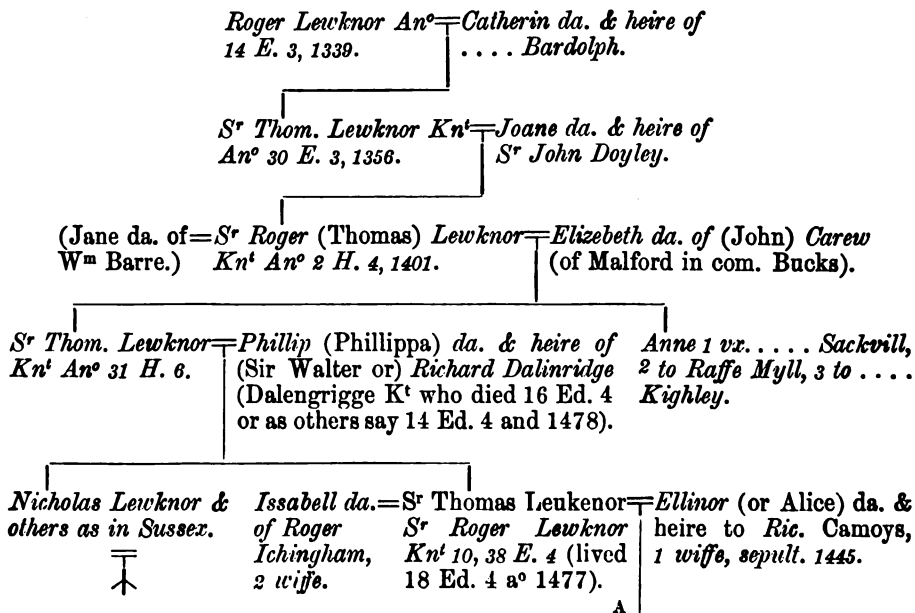 Roger Lewknor Anᵒ Catherin da. & heire of
14 E. 3, 1339. . . . . Bardolph.
Sʳ Thom. Lewknor Knᵗ Joane da. & heire of
Anᵒ 30 E. 3, 1356. Sʳ John Doyley.
(Jane da. of = Sʳ Roger (Thomas) Lewknor Elizebeth da. of (John) Carew
Wᵐ Barre.) Knᵗ Anᵒ 2 H. 4, 1401. (of Malford in com. Bucks).
Sʳ Thom. Lewknor
Knᵗ Anᵒ 31 H. 6.
Phillip (Phillippa) da. & heire of
(Sir Walter or) Richard Dalinridge
(Dalengrigge Kᵗ who died 16 Ed. 4
or as others say 14 Ed. 4 and 1478).
Anne 1 vx. . . . . Sackvill,
2 to Raffe Myll, 3 to . . . .
Kighley.
Nicholas Lewknor &
others as in Sussex.
Issabell da. =
of Roger
Ichingham,
2 wiffe.
Sʳ Thomas Leukenor
Sʳ Roger Lewknor
Knᵗ 10, 38 E. 4 (lived
18 Ed. 4 aᵒ 1477).
Ellinor (or Alice) da. &
heire to Ric. Camoys,
1 wiffe, sepult. 1445.
A